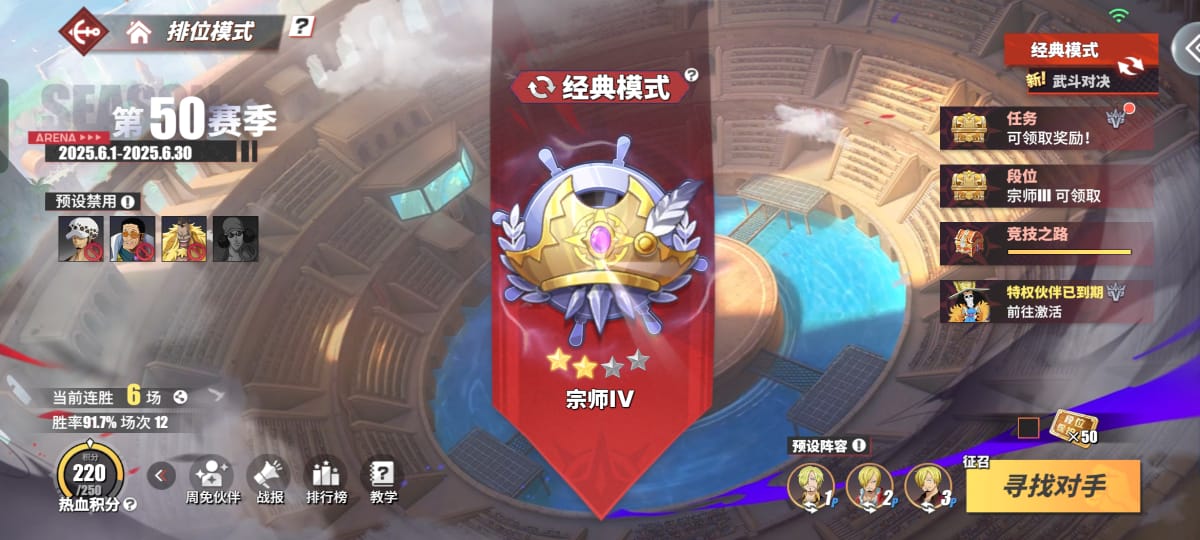 排位模式
?
SEASON
第50赛季
ARENA
2025.6.1-2025.6.30
预设禁用
当前连胜 6 场
胜率91.7% 场次 12
积分
220
/250
热血积分 ?
周免伙伴
战报
排行榜
教学
经典模式 ?
宗师IV
经典模式
新! 武斗对决
任务
可领取奖励!
段位
宗师III 可领取
竞技之路
特权伙伴已到期
前往激活
段位
×50
预设阵容
1P
2P
3P
征召
寻找对手